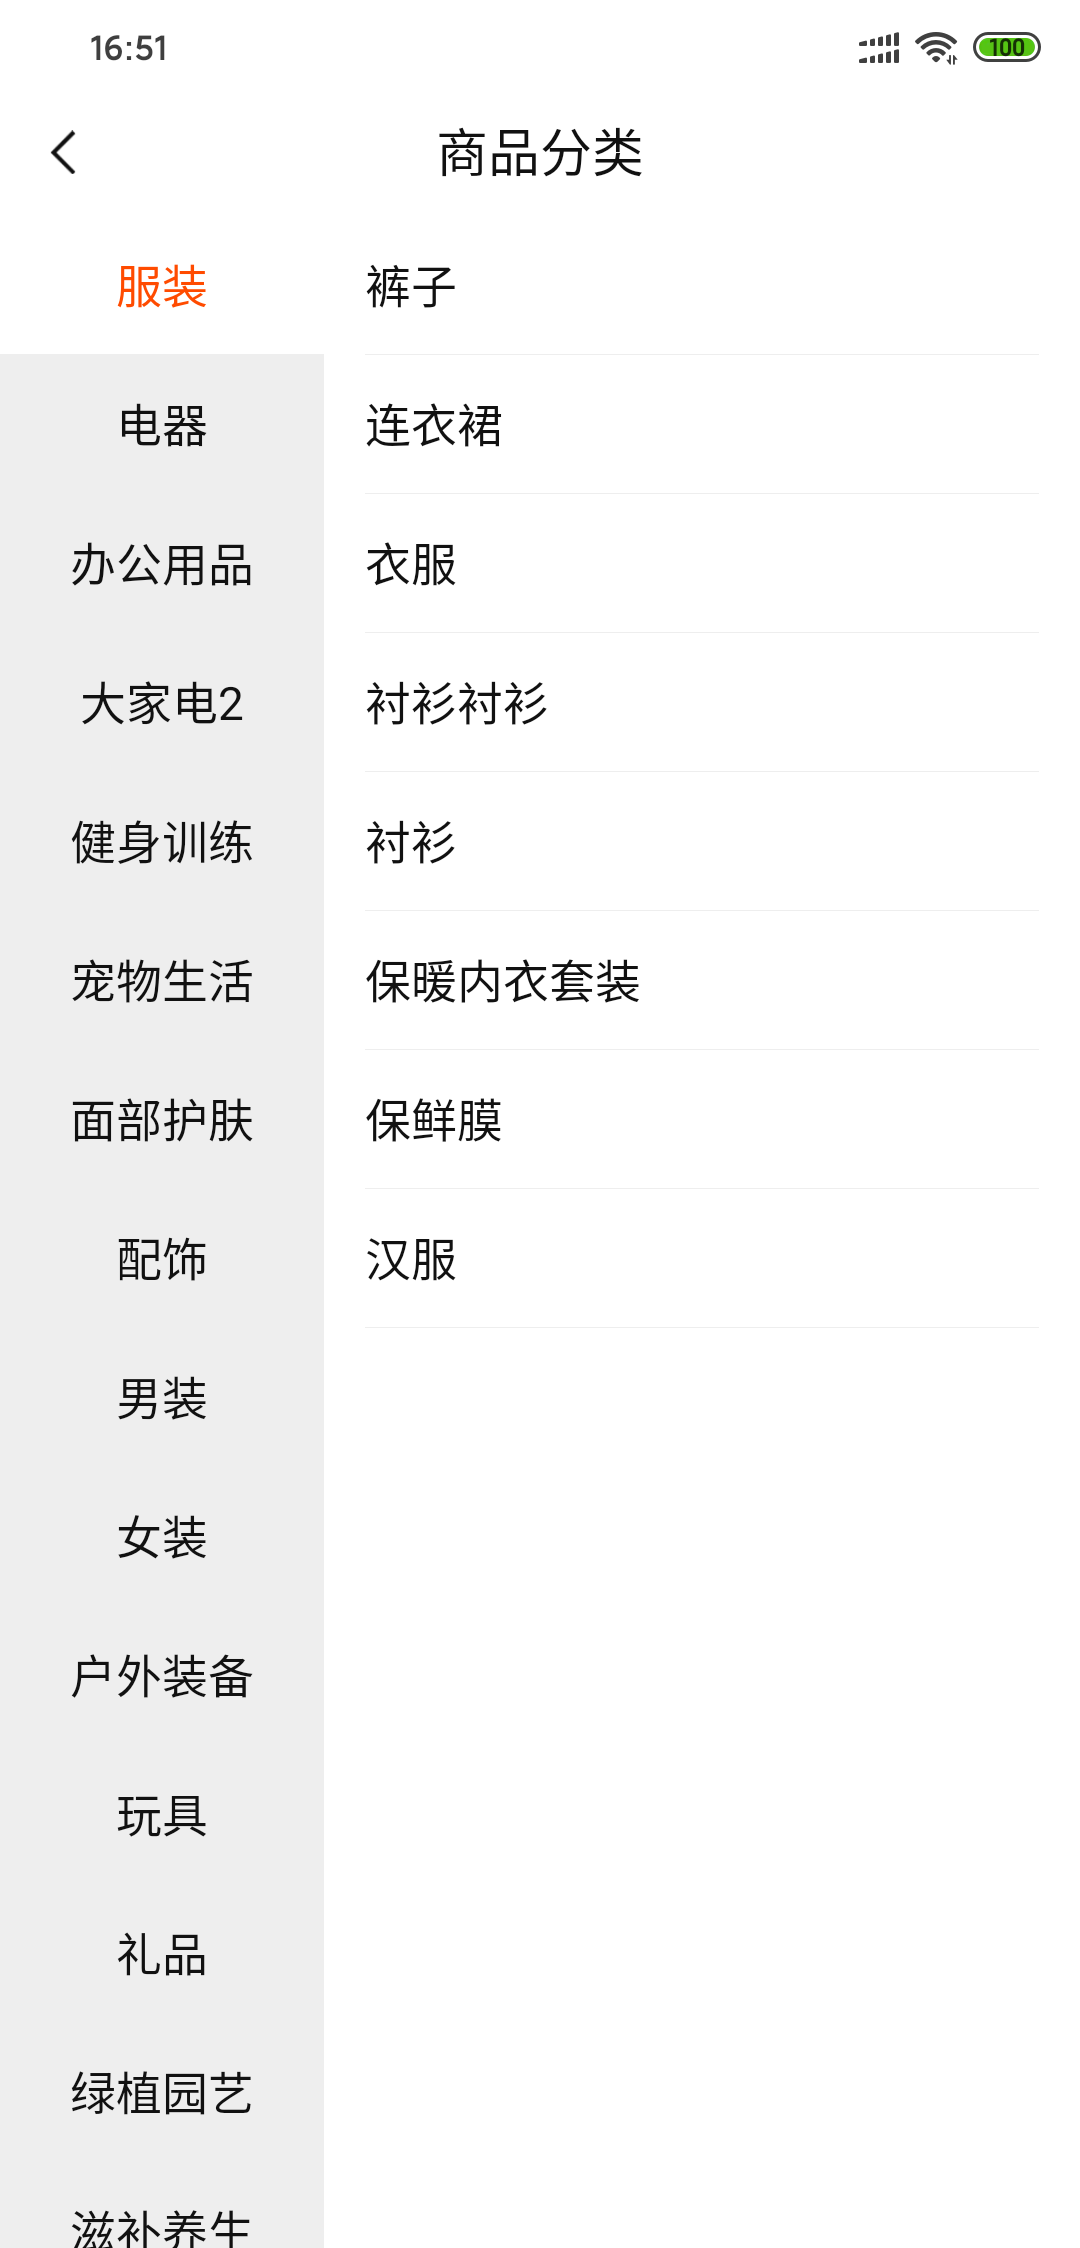 16:51
100
商品分类
服装
电器
办公用品
大家电2
健身训练
宠物生活
面部护肤
配饰
男装
女装
户外装备
玩具
礼品
绿植园艺
滋补养生
裤子
连衣裙
衣服
衬衫衬衫
衬衫
保暖内衣套装
保鲜膜
汉服